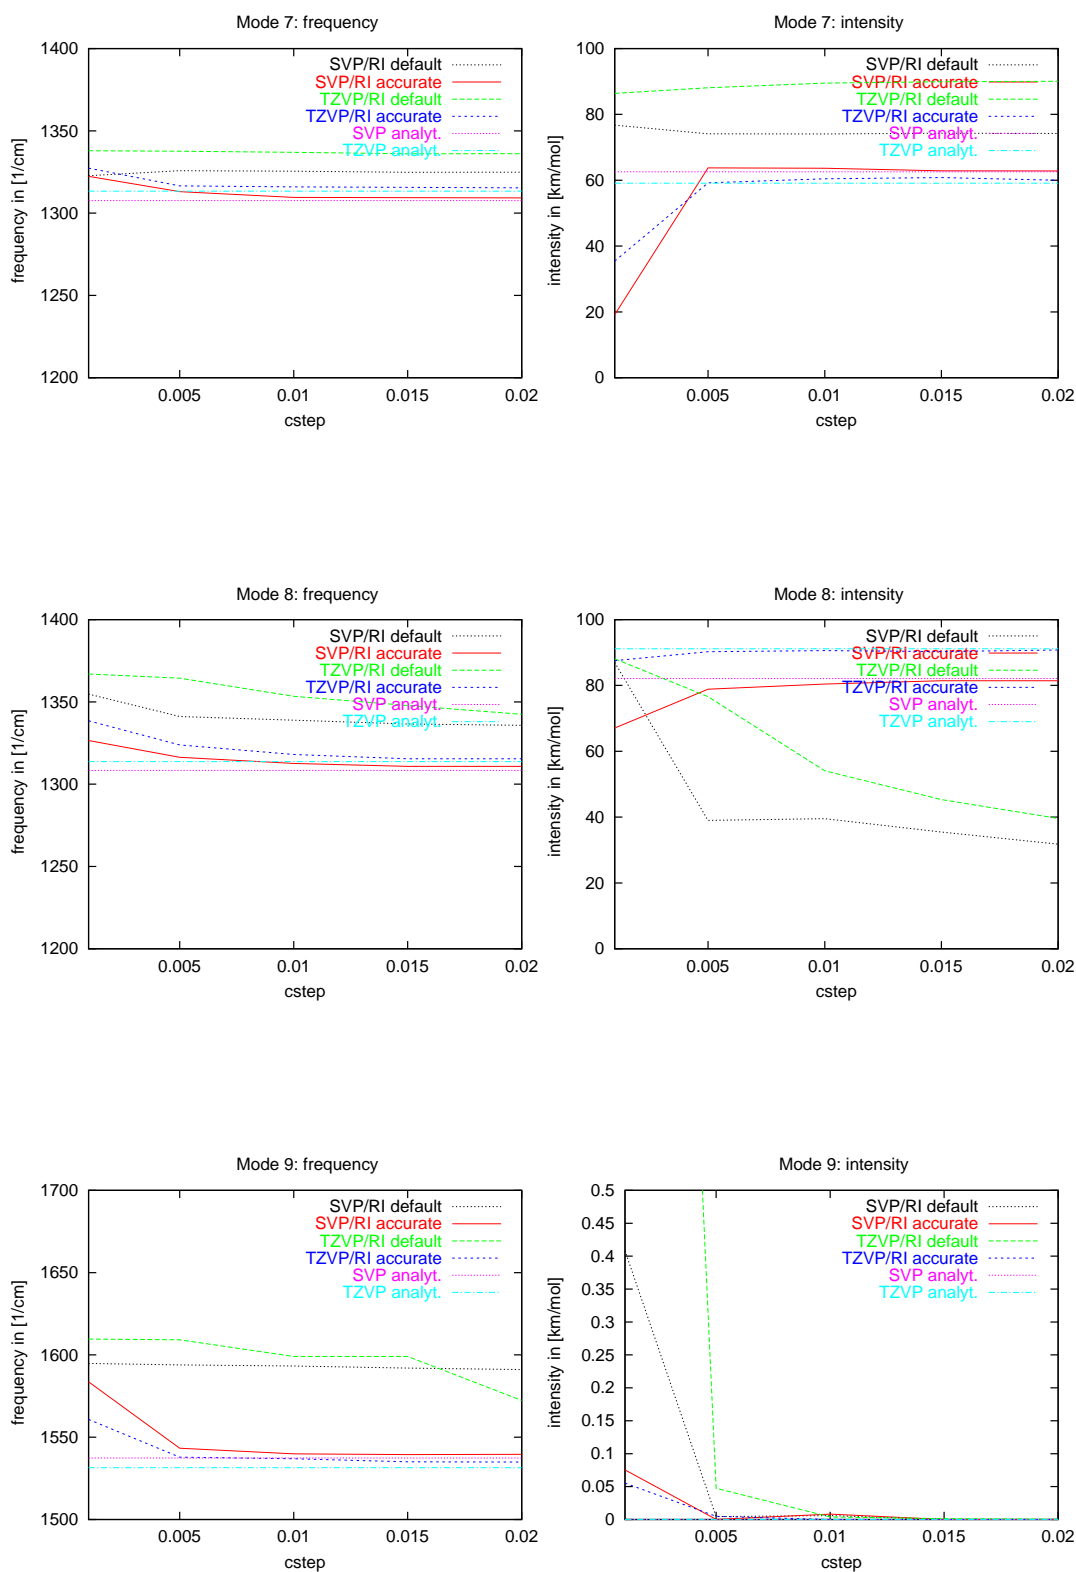 Mode 7: frequency
1400
1350
1300
1250
1200
frequency in [1/cm]
SVP/RI default
SVP/RI accurate
TZVP/RI default
TZVP/RI accurate
SVP analyt.
TZVP analyt.
0.005 0.01 0.015 0.02
cstep
Mode 7: intensity
100
80
60
40
20
0
intensity in [km/mol]
SVP/RI default
SVP/RI accurate
TZVP/RI default
TZVP/RI accurate
SVP analyt.
TZVP analyt.
0.005 0.01 0.015 0.02
cstep
Mode 8: frequency
1400
1350
1300
1250
1200
frequency in [1/cm]
SVP/RI default
SVP/RI accurate
TZVP/RI default
TZVP/RI accurate
SVP analyt.
TZVP analyt.
0.005 0.01 0.015 0.02
cstep
Mode 8: intensity
100
80
60
40
20
0
intensity in [km/mol]
SVP/RI default
SVP/RI accurate
TZVP/RI default
TZVP/RI accurate
SVP analyt.
TZVP analyt.
0.005 0.01 0.015 0.02
cstep
Mode 9: frequency
1700
1650
1600
1550
1500
frequency in [1/cm]
SVP/RI default
SVP/RI accurate
TZVP/RI default
TZVP/RI accurate
SVP analyt.
TZVP analyt.
0.005 0.01 0.015 0.02
cstep
Mode 9: intensity
0.5
0.45
0.4
0.35
0.3
0.25
0.2
0.15
0.1
0.05
0
intensity in [km/mol]
SVP/RI default
SVP/RI accurate
TZVP/RI default
TZVP/RI accurate
SVP analyt.
TZVP analyt.
0.005 0.01 0.015 0.02
cstep